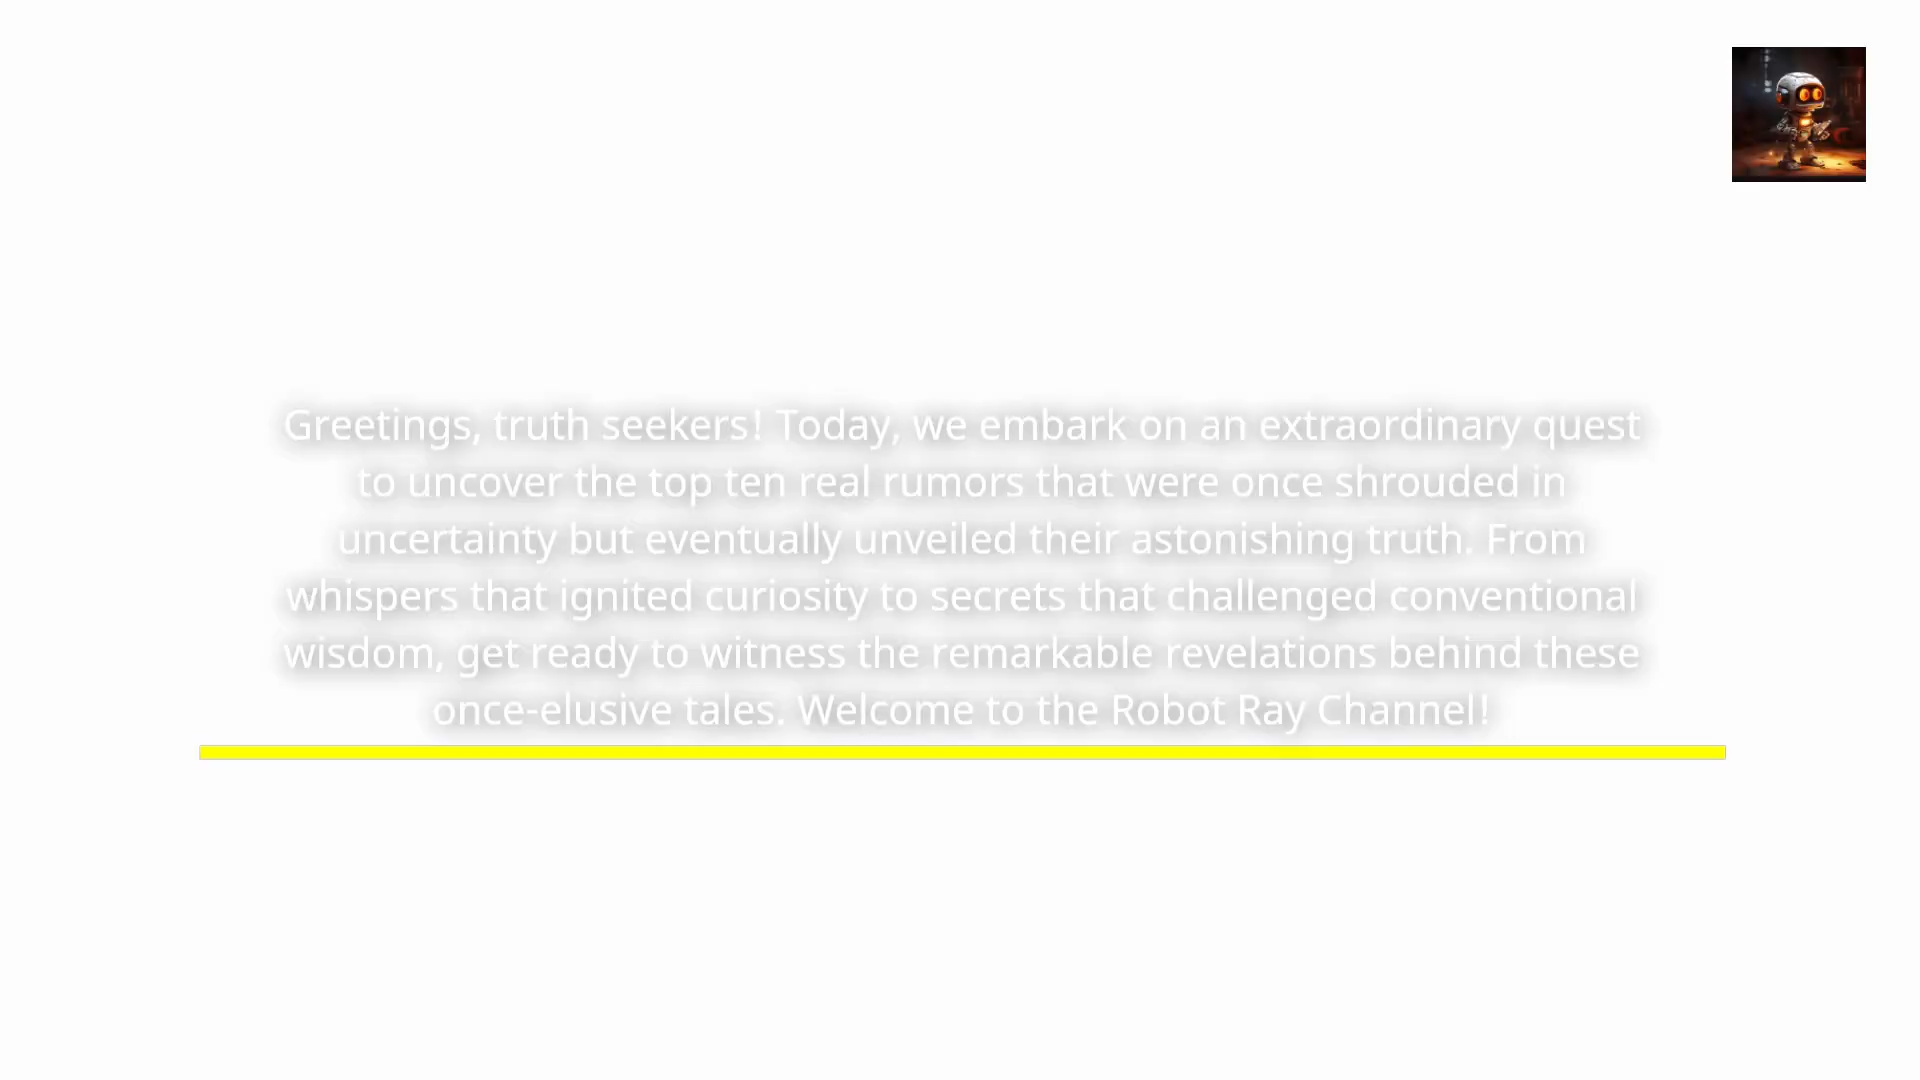 Greetings, truth seekers! Today, we embark on an extraordinary quest
to uncover the top ten real rumors that were once shrouded in
uncertainty but eventually unveiled their astonishing truth. From
whispers that ignited curiosity to secrets that challenged conventional
wisdom, get ready to witness the remarkable revelations behind these
once-elusive tales. Welcome to the Robot Ray Channel!